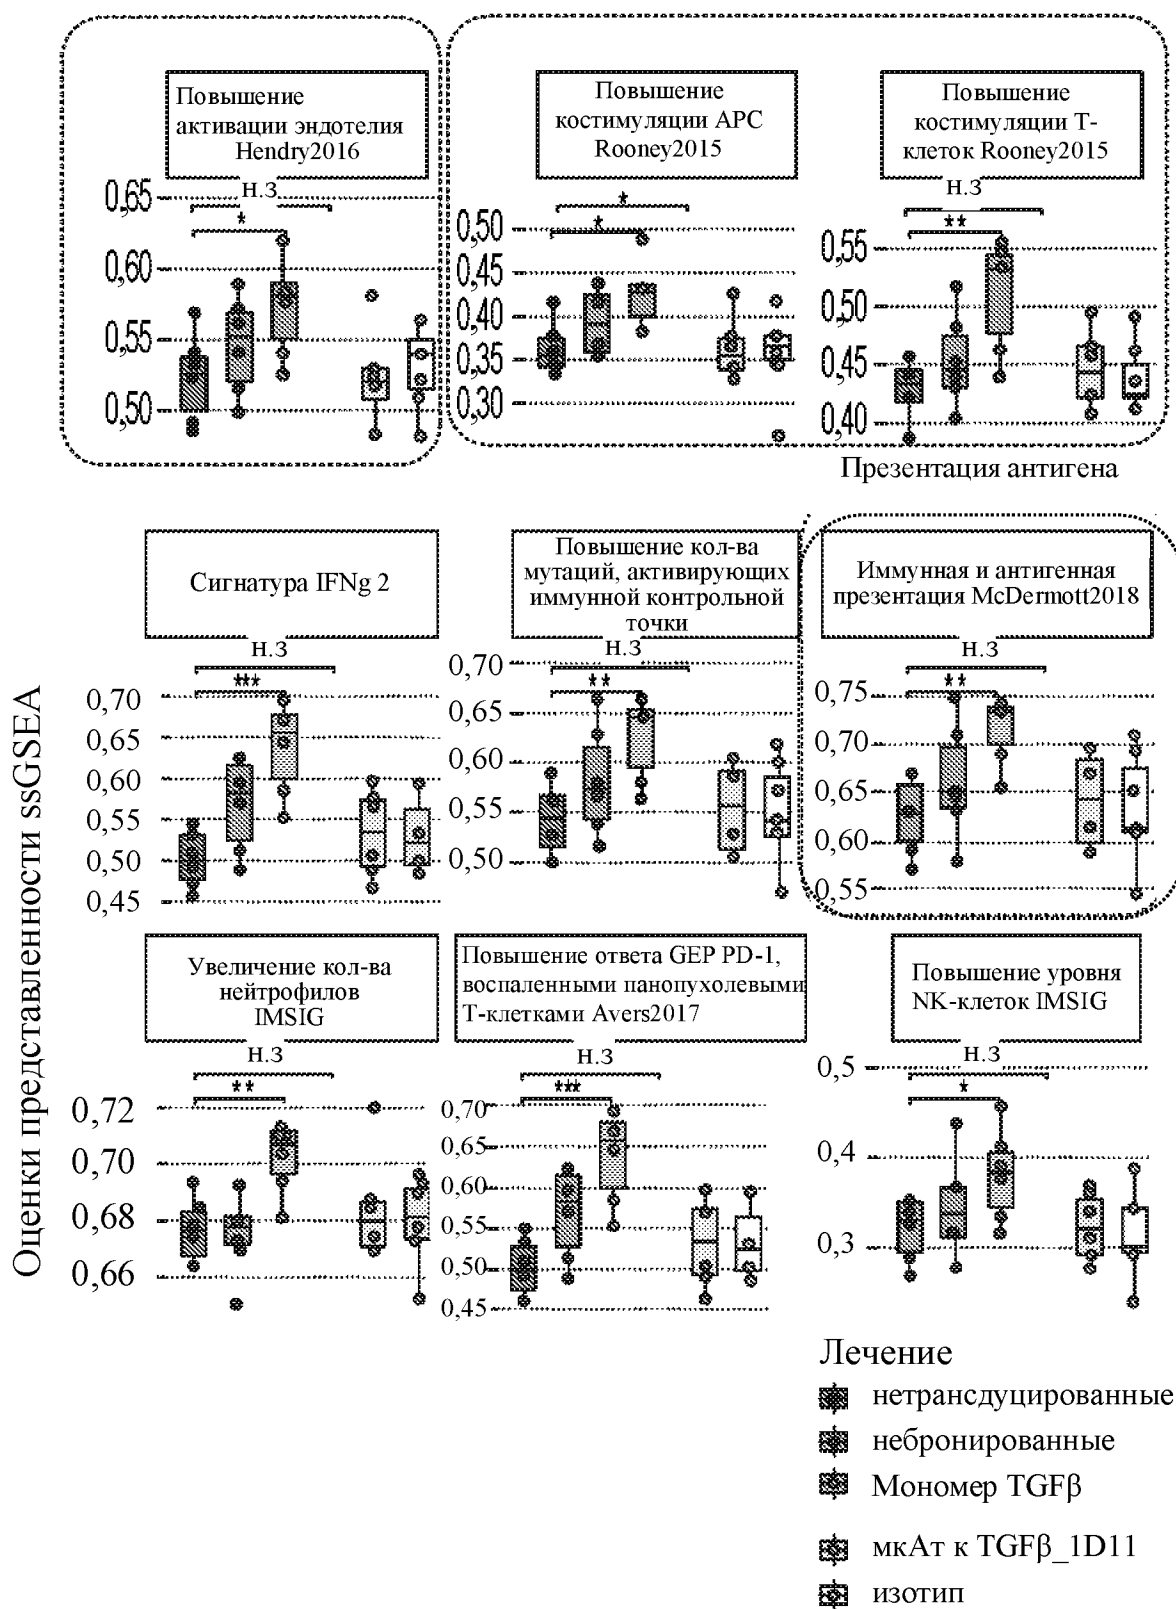 Повышение
активации эндотелия
Hendry2016
Повышение
костимуляции APC
Rooney2015
Повышение
костимуляции Т-
клеток Rooney2015
н.з
*
0,65
0,60
0,55
0,50
*
*
0,50
0,45
0,40
0,35
0,30
н.з
**
0,55
0,50
0,45
0,40
Презентация антигена
Оценки представленности ssGSEA
Сигнатура IFNg 2
Повышение кол-ва
мутаций, активирующих
иммунной контрольной
точки
Иммунная и антигенная
презентация McDermott2018
н.з
***
0,70
0,65
0,60
0,55
0,50
0,45
н.з
**
0,70
0,65
0,60
0,55
0,50
н.з
**
0,75
0,70
0,65
0,60
0,55
Увеличение кол-ва
нейтрофилов
IMSIG
Повышение ответа GEP PD-1,
воспаленными панопухолевыми
Т-клетками Avers2017
Повышение уровня
NK-клеток IMSIG
н.з
**
0,72
0,70
0,68
0,66
н.з
***
0,70
0,65
0,60
0,55
0,50
0,45
н.з
*
0,5
0,4
0,3
Лечение
нетрансдуцированные
небронированные
Мономер TGFβ
мкАт к TGFβ_1D11
изотип